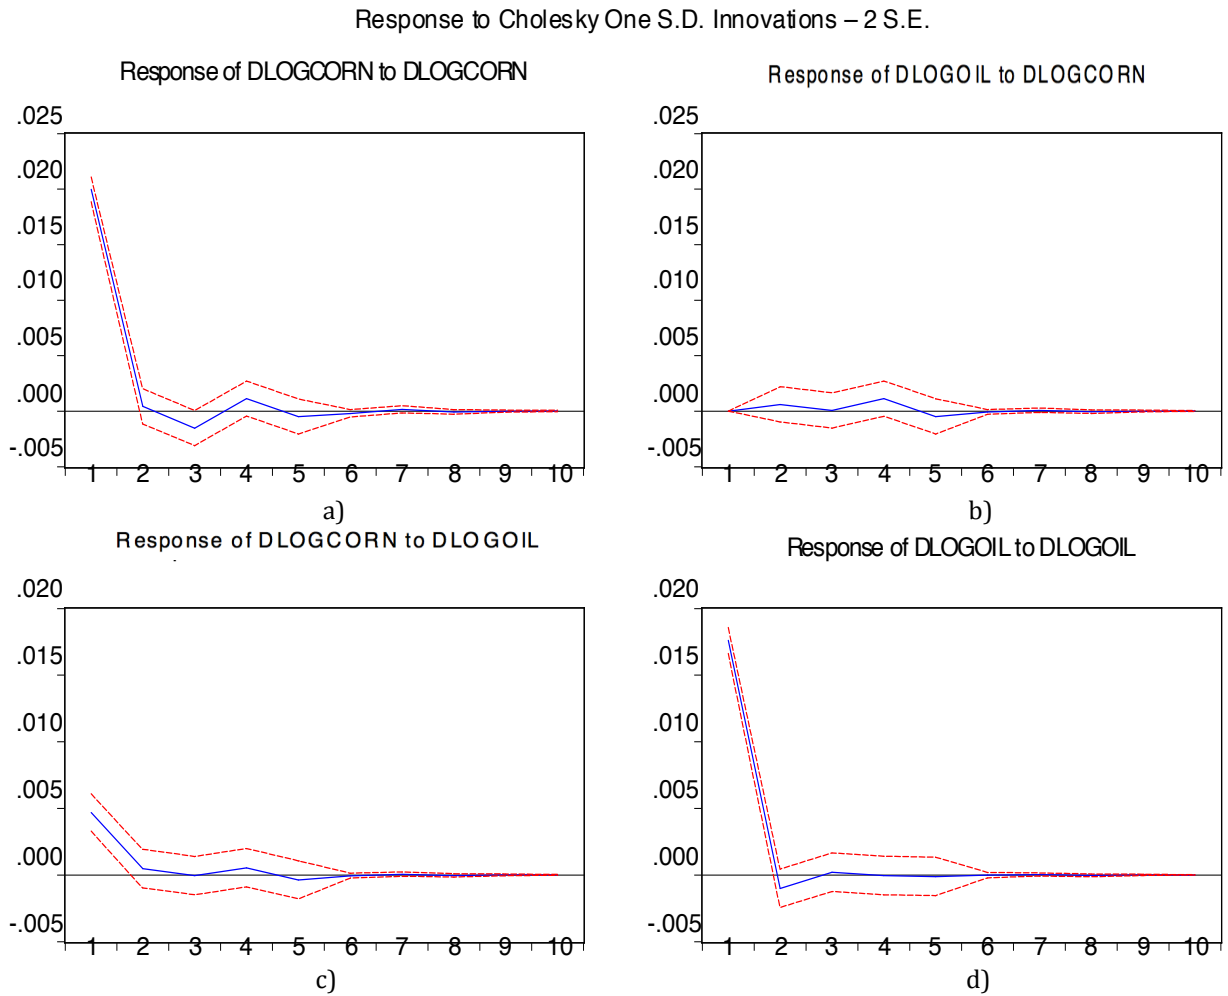 Response to Cholesky One S.D. Innovations – 2 S.E.
Response of DLOGCORN to DLOGCORN
Response of DLOGOIL to DLOGCORN
.025
.020
.015
.010
.005
.000
-.005
1 2 3 4 5 6 7 8 9 10
a)
.025
.020
.015
.010
.005
.000
-.005
1 2 3 4 5 6 7 8 9 10
b)
Response of DLOGCORN to DLOGOIL
Response of DLOGOIL to DLOGOIL
.020
.015
.010
.005
.000
-.005
1 2 3 4 5 6 7 8 9 10
c)
.020
.015
.010
.005
.000
-.005
1 2 3 4 5 6 7 8 9 10
d)